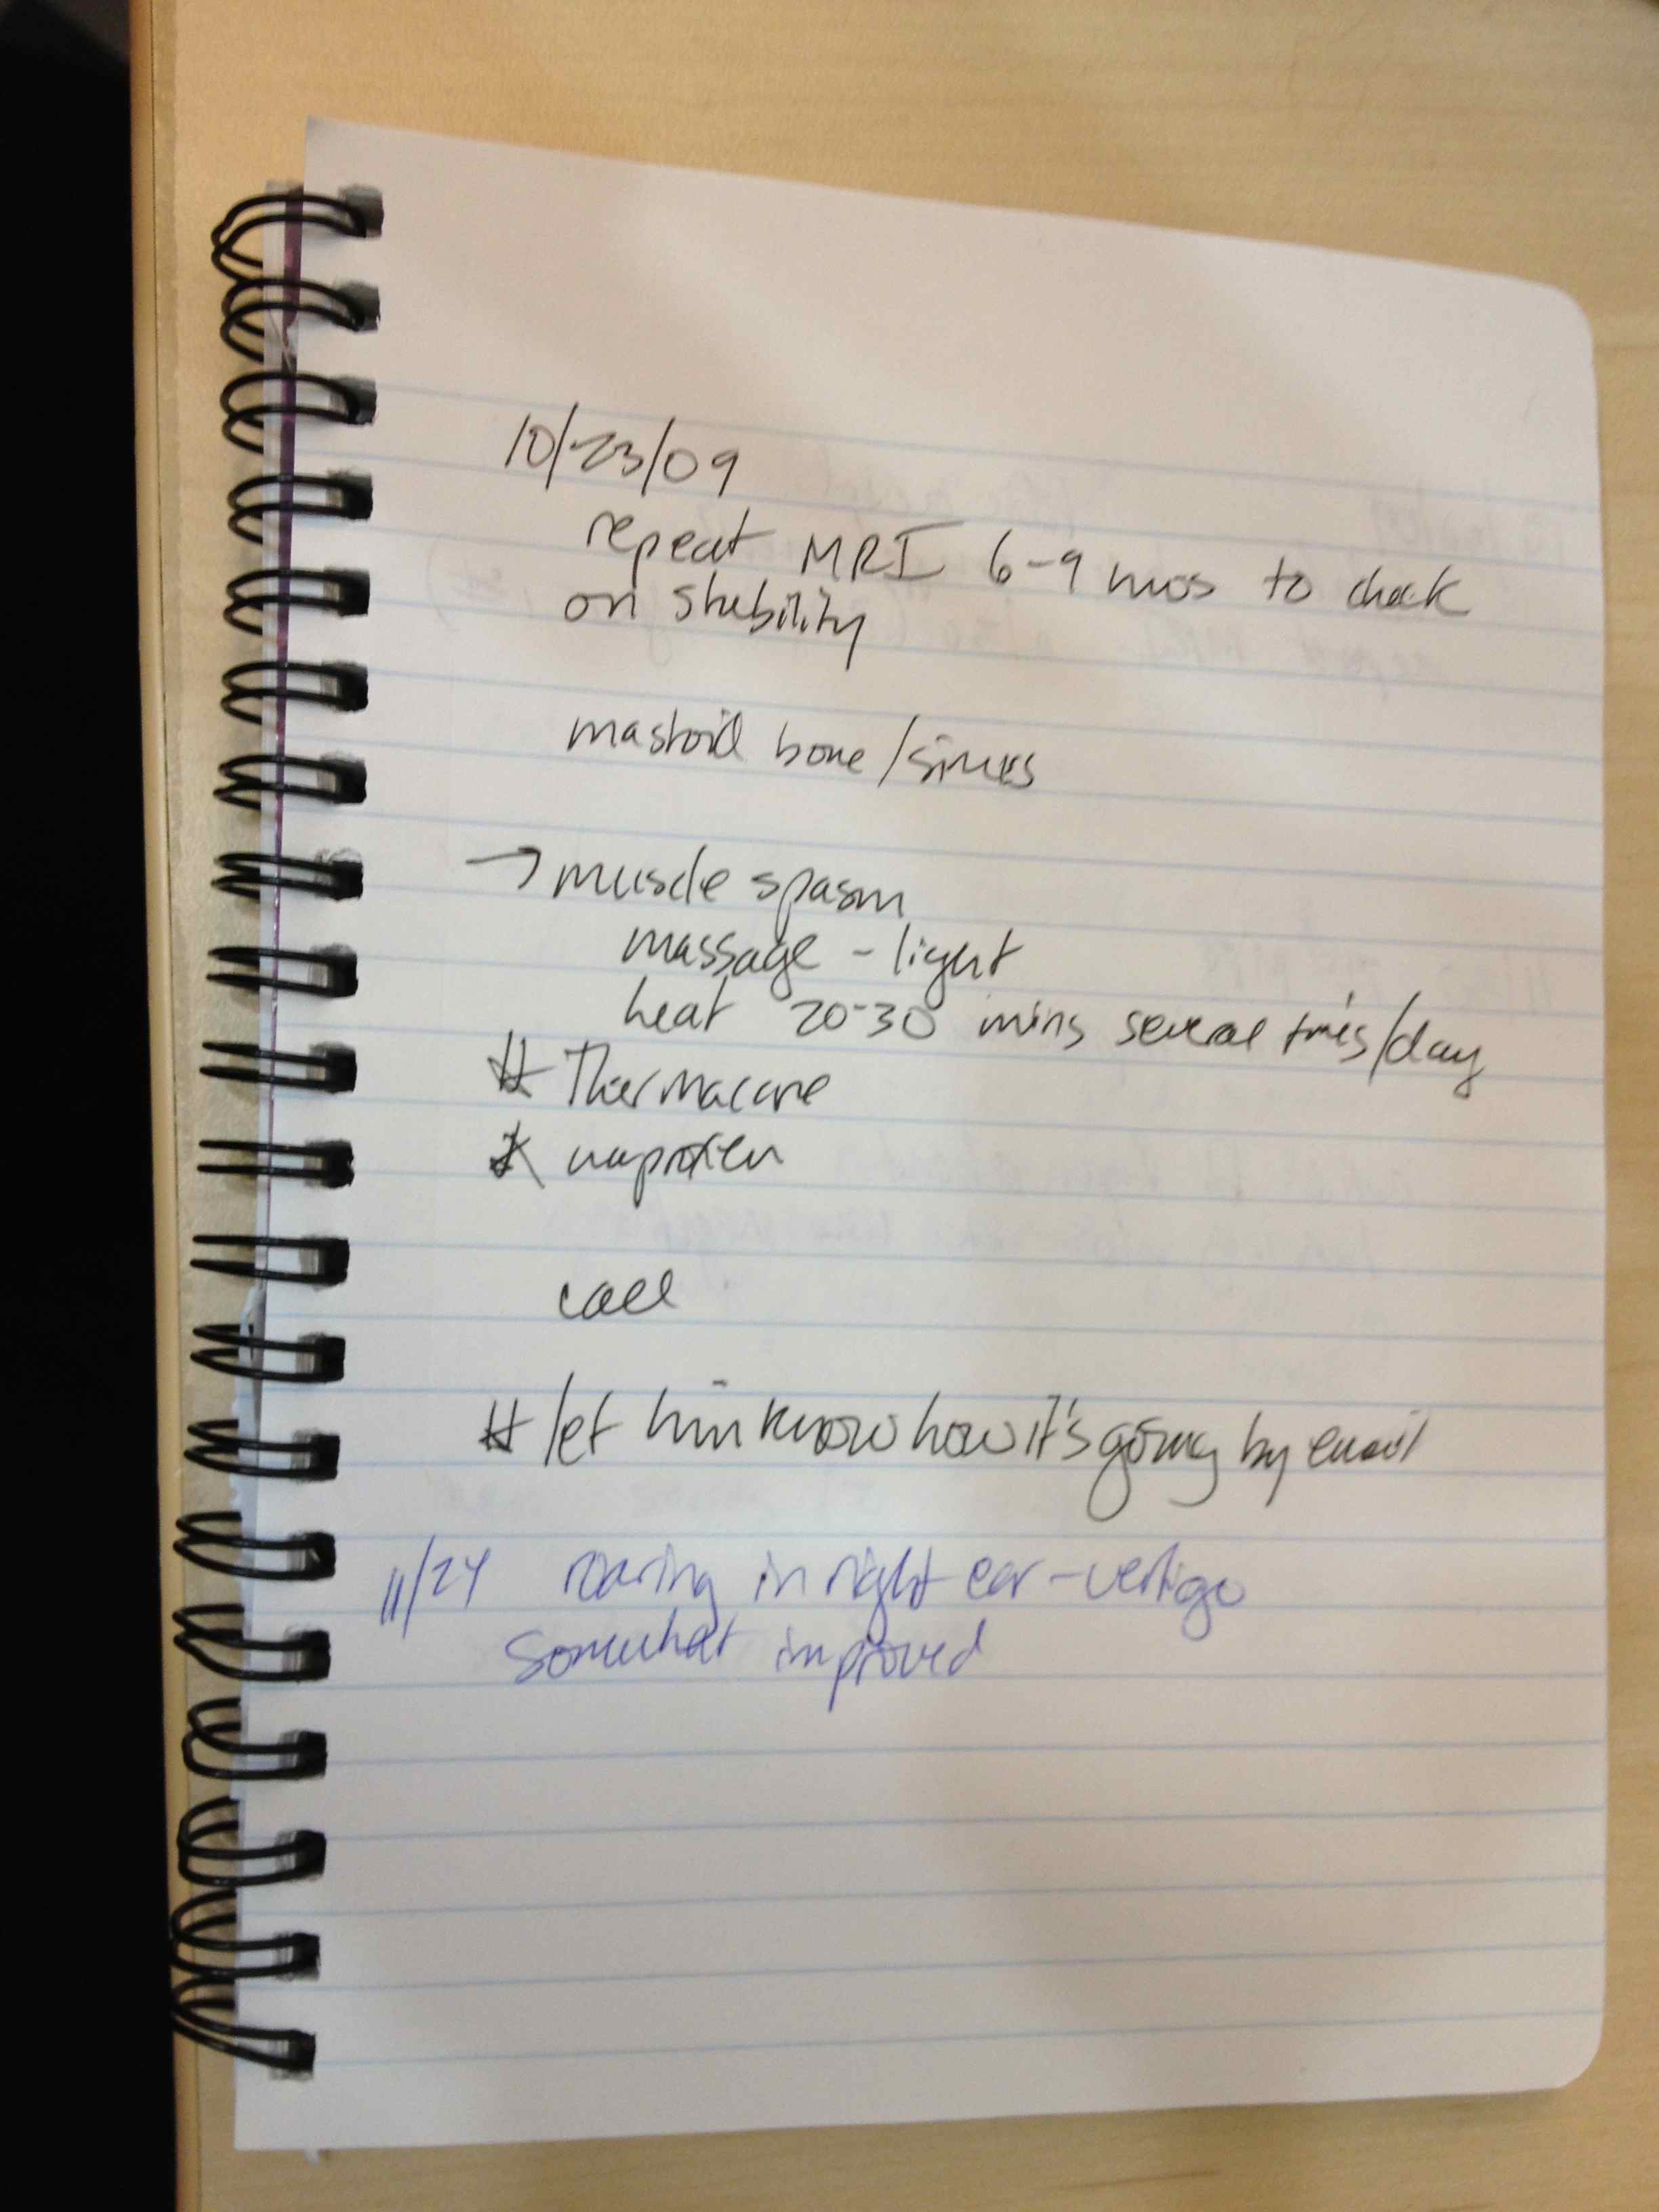 10/23/09
repeat MRI 6-9 mos to check
on stability
mastoid bone/sinuses
→ muscle spasm
massage - light
heat 20-30 mins several times/day
# Thermacare
* naproxen
call
# let him know how it's going by email
11/24 roaring in right ear - vertigo
somewhat improved